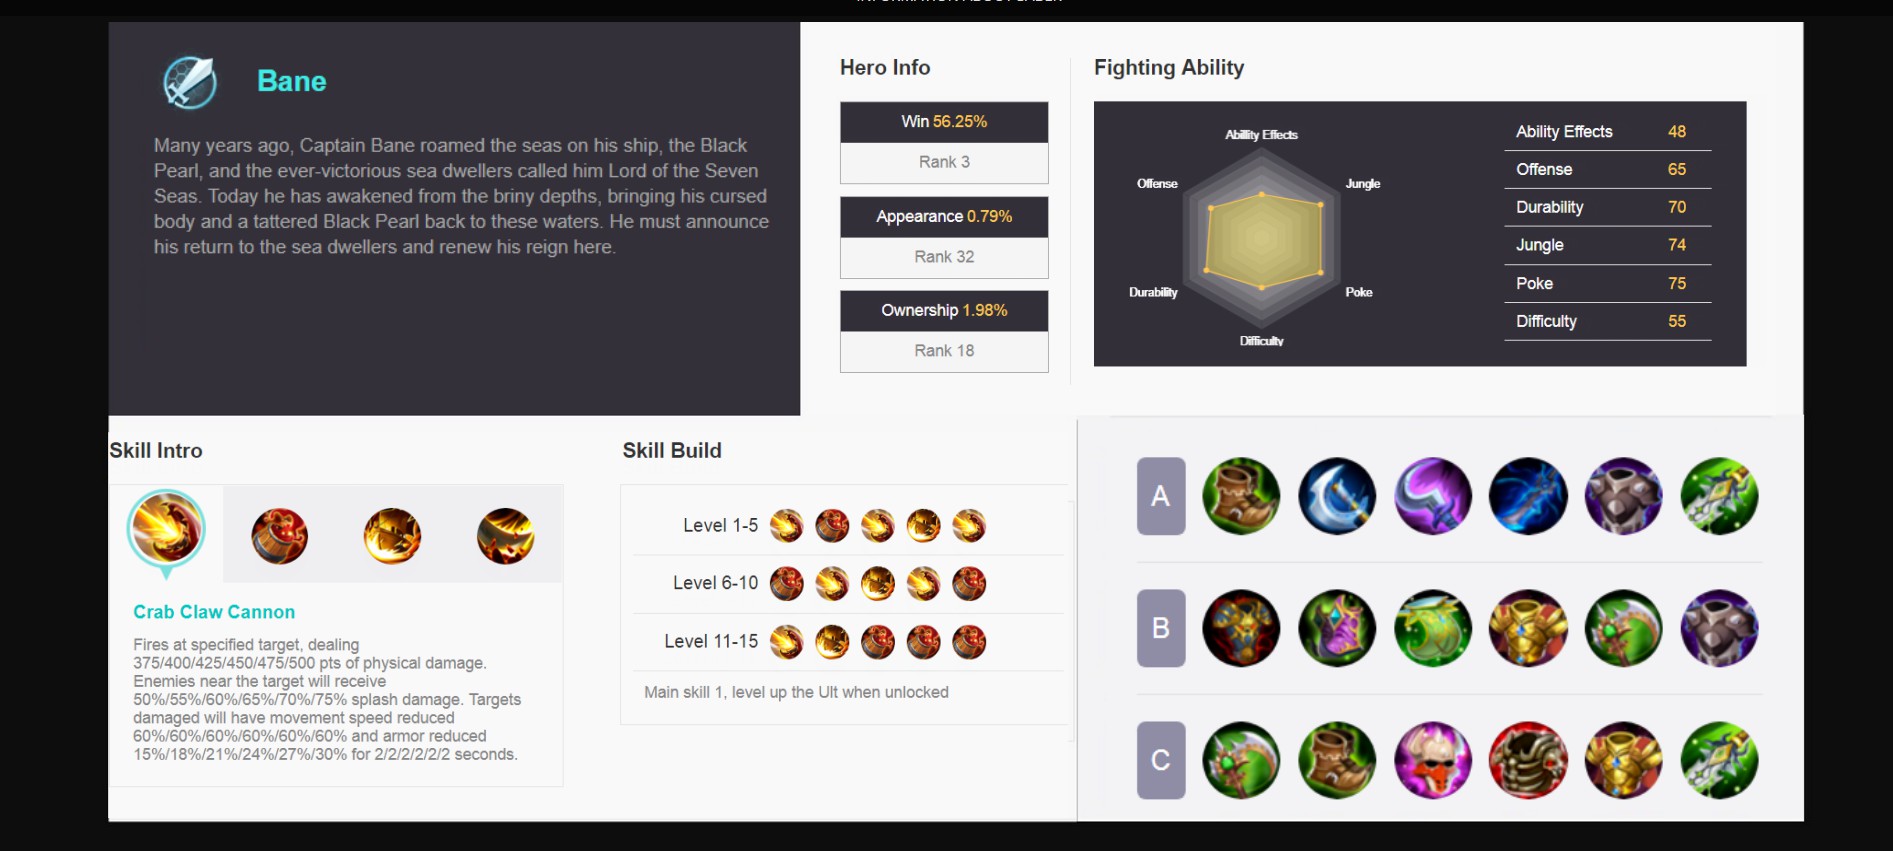 Bane
Many years ago, Captain Bane roamed the seas on his ship, the Black
Pearl, and the ever-victorious sea dwellers called him Lord of the Seven
Seas. Today he has awakened from the briny depths, bringing his cursed
body and a tattered Black Pearl back to these waters. He must announce
his return to the sea dwellers and renew his reign here.
Hero Info
Win 56.25%
Rank 3
Appearance 0.79%
Rank 32
Ownership 1.98%
Rank 18
Fighting Ability
Ability Effects
Offense
Jungle
Durability
Poke
Difficulty
Ability Effects 48
Offense 65
Durability 70
Jungle 74
Poke 75
Difficulty 55
Skill Intro
Crab Claw Cannon
Fires at specified target, dealing
375/400/425/450/475/500 pts of physical damage.
Enemies near the target will receive
50%/55%/60%/65%/70%/75% splash damage. Targets
damaged will have movement speed reduced
60%/60%/60%/60%/60%/60% and armor reduced
15%/18%/21%/24%/27%/30% for 2/2/2/2/2/2 seconds.
Skill Build
Level 1-5
Level 6-10
Level 11-15
Main skill 1, level up the Ult when unlocked
A
B
C